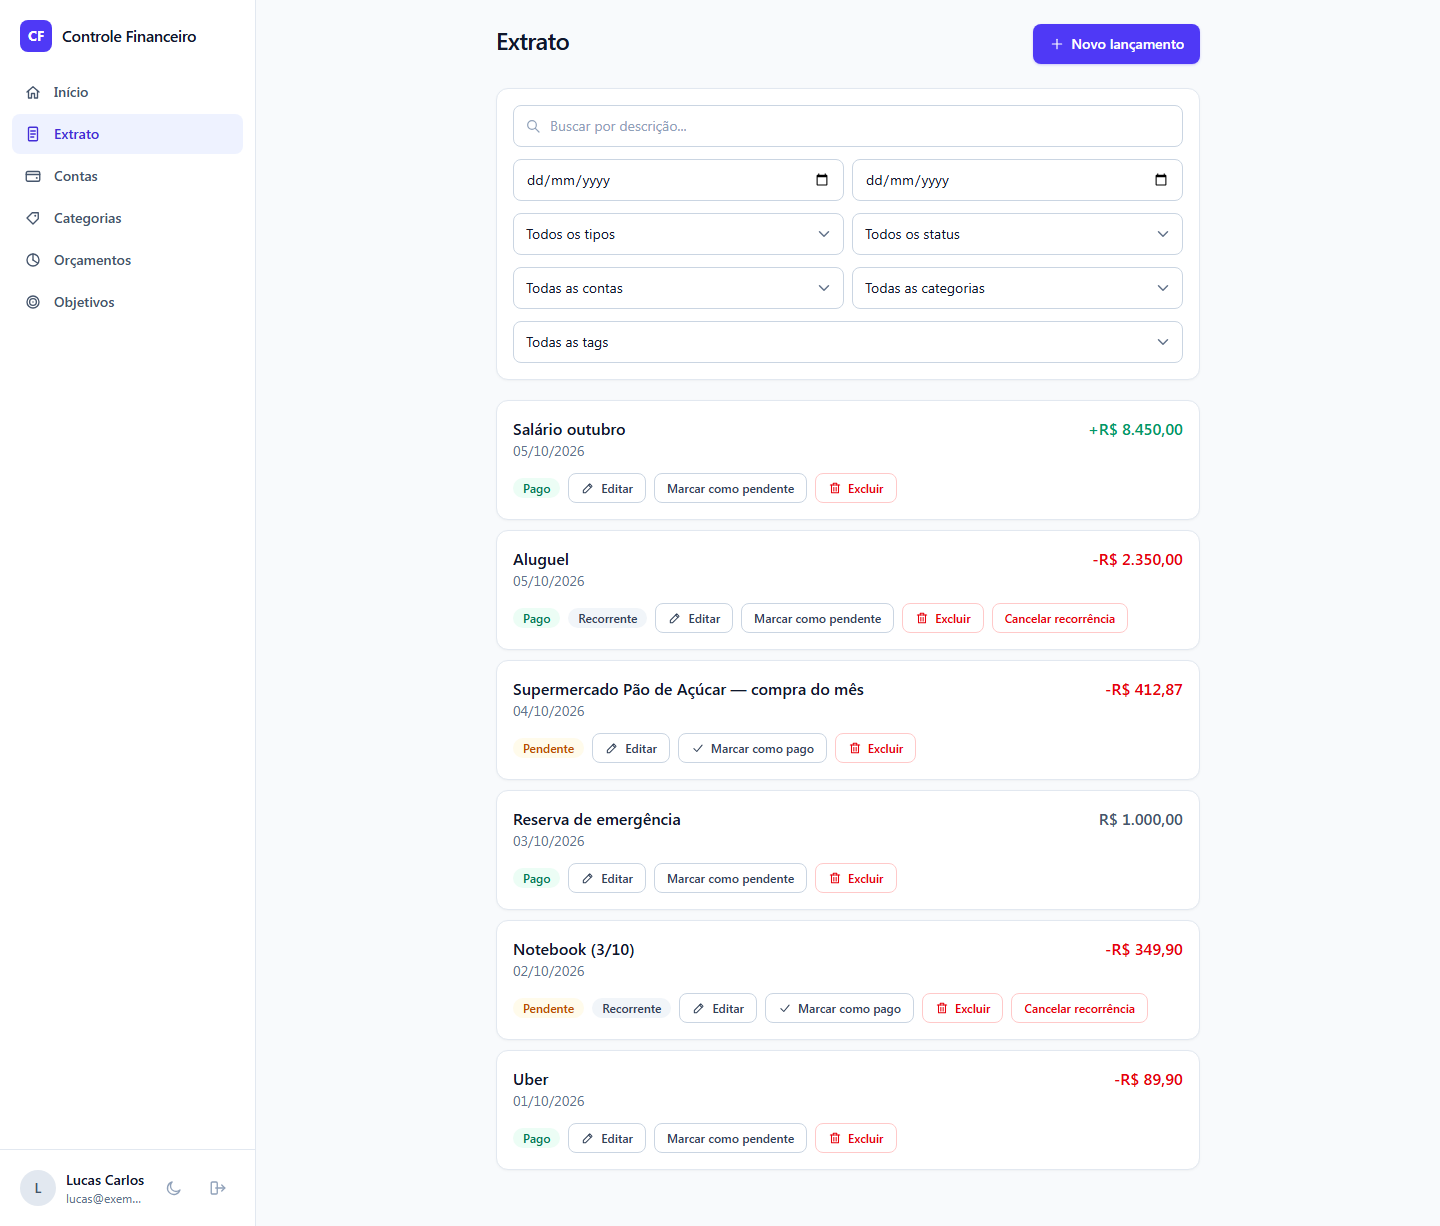 CF Controle Financeiro
Início
Extrato
Contas
Categorias
Orçamentos
Objetivos
L
Lucas Carlos
lucas@exem...
Extrato
Novo lançamento
Buscar por descrição...
dd/mm/yyyy dd/mm/yyyy
Todos os tipos Todos os status
Todas as contas Todas as categorias
Todas as tags
Salário outubro +R$ 8.450,00
05/10/2026
Pago Editar Marcar como pendente Excluir
Aluguel -R$ 2.350,00
05/10/2026
Pago Recorrente Editar Marcar como pendente Excluir Cancelar recorrência
Supermercado Pão de Açúcar — compra do mês -R$ 412,87
04/10/2026
Pendente Editar Marcar como pago Excluir
Reserva de emergência R$ 1.000,00
03/10/2026
Pago Editar Marcar como pendente Excluir
Notebook (3/10) -R$ 349,90
02/10/2026
Pendente Recorrente Editar Marcar como pago Excluir Cancelar recorrência
Uber -R$ 89,90
01/10/2026
Pago Editar Marcar como pendente Excluir